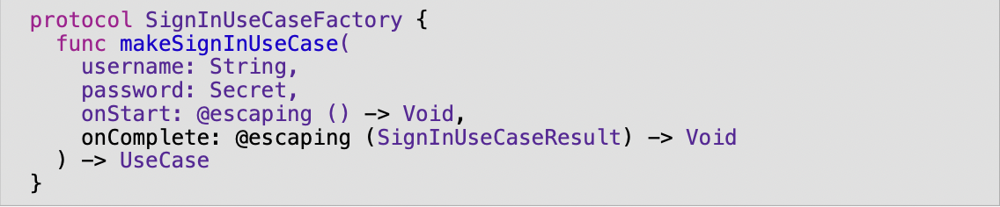 protocol SignInUseCaseFactory {
  func makeSignInUseCase(
    username: String,
    password: Secret,
    onStart: @escaping () -> Void,
    onComplete: @escaping (SignInUseCaseResult) -> Void
  ) -> UseCase
}